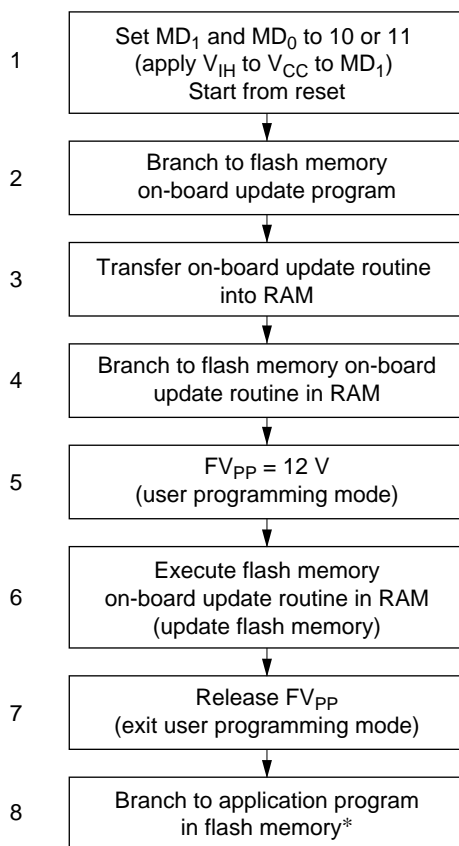 1
Set MD₁ and MD₀ to 10 or 11
(apply V_IH to V_CC to MD₁)
Start from reset
2
Branch to flash memory
on-board update program
3
Transfer on-board update routine
into RAM
4
Branch to flash memory on-board
update routine in RAM
5
FV_PP = 12 V
(user programming mode)
6
Execute flash memory
on-board update routine in RAM
(update flash memory)
7
Release FV_PP
(exit user programming mode)
8
Branch to application program
in flash memory*